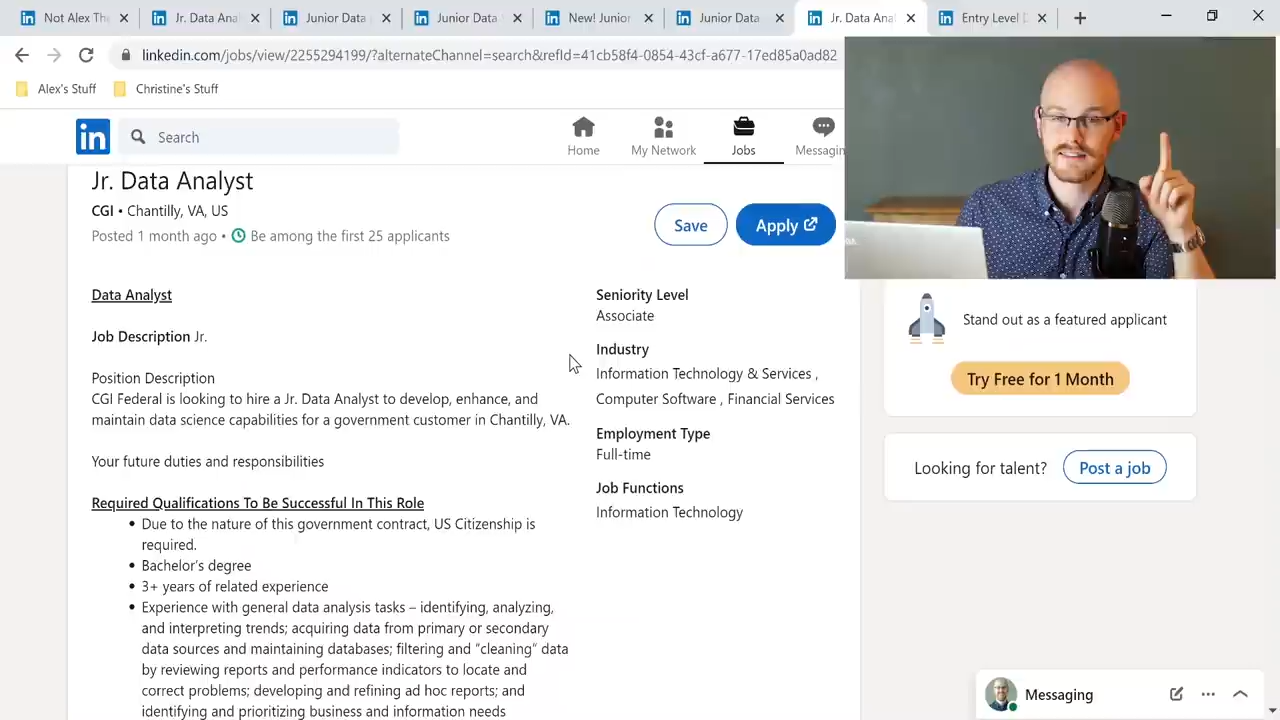 Not Alex The
Jr. Data Analy
Junior Data
Junior Data
New! Junior
Junior Data
Jr. Data Ana
Entry Level D
linkedin.com/jobs/view/2255294199/?alternateChannel=search&refId=41cb58f4-0854-43cf-a677-17ed85a0ad82
Alex's Stuff
Christine's Stuff
in
Search
Home
My Network
Jobs
Messagin
Jr. Data Analyst
CGI • Chantilly, VA, US
Posted 1 month ago • Be among the first 25 applicants
Save
Apply
Data Analyst
Job Description Jr.
Position Description
CGI Federal is looking to hire a Jr. Data Analyst to develop, enhance, and
maintain data science capabilities for a government customer in Chantilly, VA.
Your future duties and responsibilities
Required Qualifications To Be Successful In This Role
• Due to the nature of this government contract, US Citizenship is
required.
• Bachelor's degree
• 3+ years of related experience
• Experience with general data analysis tasks – identifying, analyzing,
and interpreting trends; acquiring data from primary or secondary
data sources and maintaining databases; filtering and "cleaning" data
by reviewing reports and performance indicators to locate and
correct problems; developing and refining ad hoc reports; and
identifying and prioritizing business and information needs
Seniority Level
Associate
Industry
Information Technology & Services ,
Computer Software , Financial Services
Employment Type
Full-time
Job Functions
Information Technology
Stand out as a featured applicant
Try Free for 1 Month
Looking for talent?
Post a job
Messaging